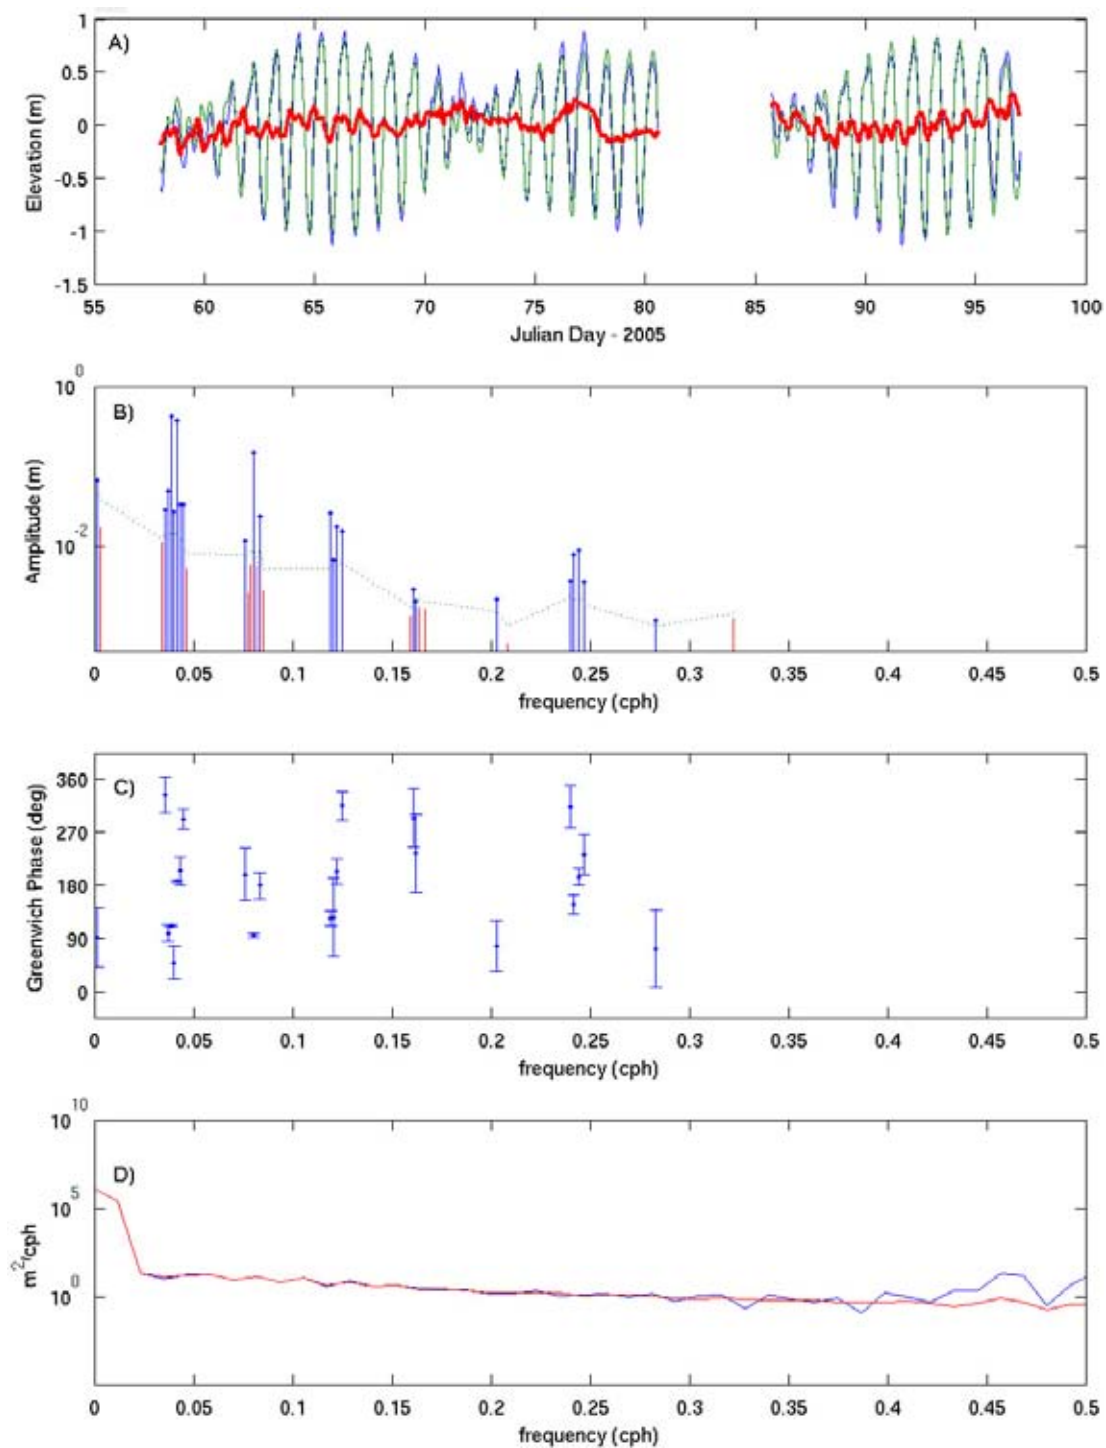 A)
1
0.5
0
-0.5
-1
-1.5
Elevation (m)
55 60 65 70 75 80 85 90 95 100
Julian Day - 2005
B)
10 0
10 -2
Amplitude (m)
0 0.05 0.1 0.15 0.2 0.25 0.3 0.35 0.4 0.45 0.5
frequency (cph)
C)
360
270
180
90
0
Greenwich Phase (deg)
0 0.05 0.1 0.15 0.2 0.25 0.3 0.35 0.4 0.45 0.5
frequency (cph)
D)
10 10
10 5
10 0
m2/cph
0 0.05 0.1 0.15 0.2 0.25 0.3 0.35 0.4 0.45 0.5
frequency (cph)